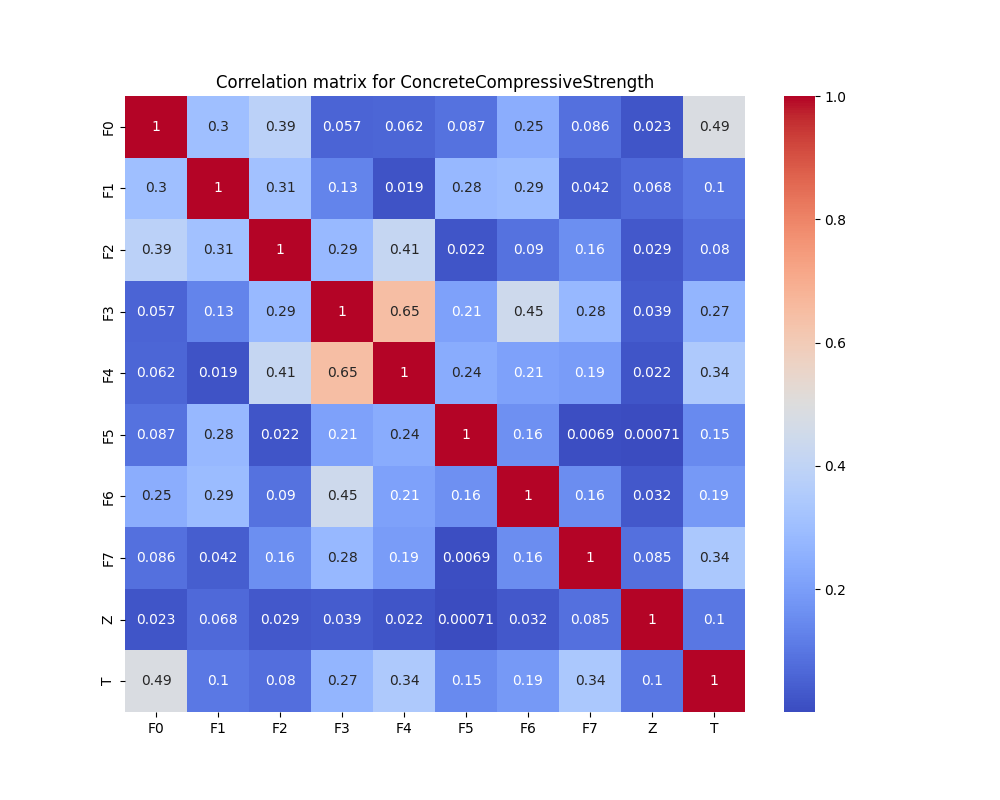 Correlation matrix for ConcreteCompressiveStrength
F0 1 0.3 0.39 0.057 0.062 0.087 0.25 0.086 0.023 0.49
F1 0.3 1 0.31 0.13 0.019 0.28 0.29 0.042 0.068 0.1
F2 0.39 0.31 1 0.29 0.41 0.022 0.09 0.16 0.029 0.08
F3 0.057 0.13 0.29 1 0.65 0.21 0.45 0.28 0.039 0.27
F4 0.062 0.019 0.41 0.65 1 0.24 0.21 0.19 0.022 0.34
F5 0.087 0.28 0.022 0.21 0.24 1 0.16 0.0069 0.00071 0.15
F6 0.25 0.29 0.09 0.45 0.21 0.16 1 0.16 0.032 0.19
F7 0.086 0.042 0.16 0.28 0.19 0.0069 0.16 1 0.085 0.34
Z 0.023 0.068 0.029 0.039 0.022 0.00071 0.032 0.085 1 0.1
T 0.49 0.1 0.08 0.27 0.34 0.15 0.19 0.34 0.1 1
F0 F1 F2 F3 F4 F5 F6 F7 Z T
1.0
0.8
0.6
0.4
0.2